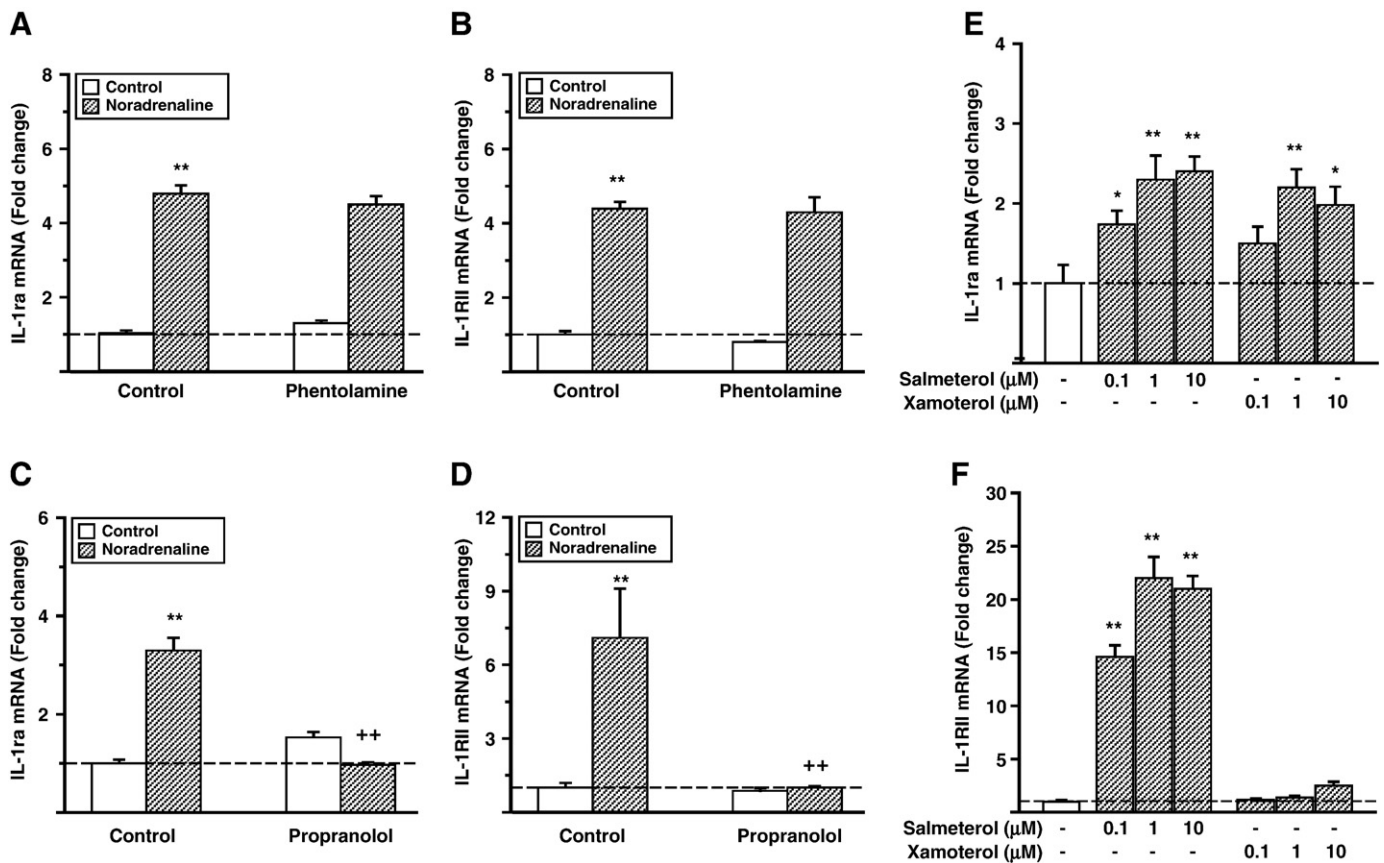 A
IL-1ra mRNA (Fold change)
8
6
4
2
Control
Noradrenaline
**
Control
Phentolamine
B
IL-1RII mRNA (Fold change)
8
6
4
2
Control
Noradrenaline
**
Control
Phentolamine
E
IL-1ra mRNA (Fold change)
4
3
2
1
*
**
**
**
*
Salmeterol (μM) - 0.1 1 10 - - -
Xamoterol (μM) - - - - 0.1 1 10
C
IL-1ra mRNA (Fold change)
6
4
2
Control
Noradrenaline
**
++
Control
Propranolol
D
IL-1RII mRNA (Fold change)
12
9
6
3
Control
Noradrenaline
**
++
Control
Propranolol
F
IL-1RII mRNA (Fold change)
30
25
20
15
10
5
**
**
**
Salmeterol (μM) - 0.1 1 10 - - -
Xamoterol (μM) - - - - 0.1 1 10